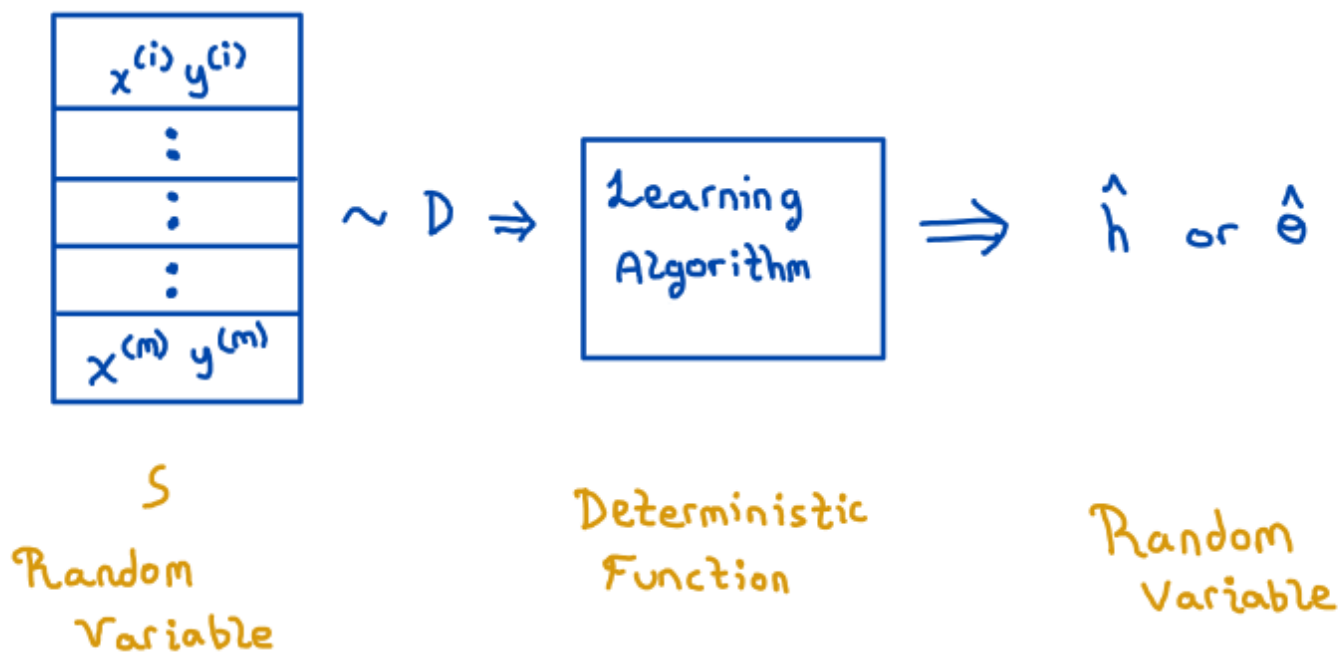 x^(i) y^(i)
⋮
⋮
⋮
x^(m) y^(m)
~ D ⇒
Learning
Algorithm
⇒ ĥ or θ̂
S
Random
Variable
Deterministic
Function
Random
Variable